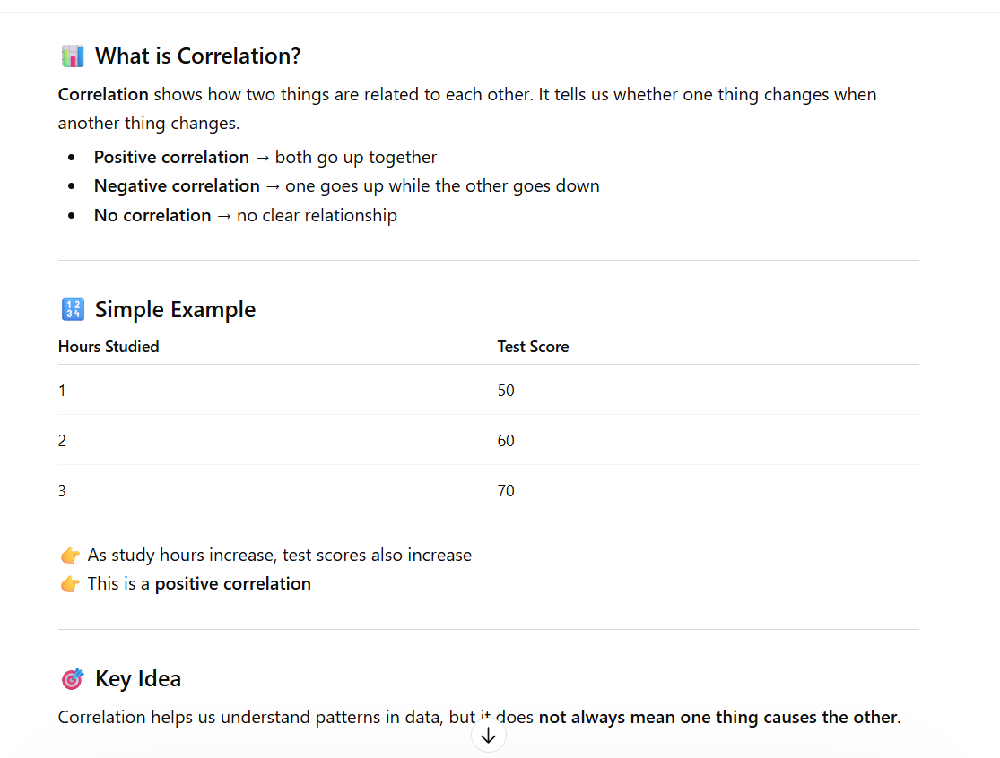 📊 What is Correlation?
Correlation shows how two things are related to each other. It tells us whether one thing changes when
another thing changes.
• Positive correlation → both go up together
• Negative correlation → one goes up while the other goes down
• No correlation → no clear relationship
🔢 Simple Example
Hours Studied Test Score
1 50
2 60
3 70
👉 As study hours increase, test scores also increase
👉 This is a positive correlation
🎯 Key Idea
Correlation helps us understand patterns in data, but it does not always mean one thing causes the other.